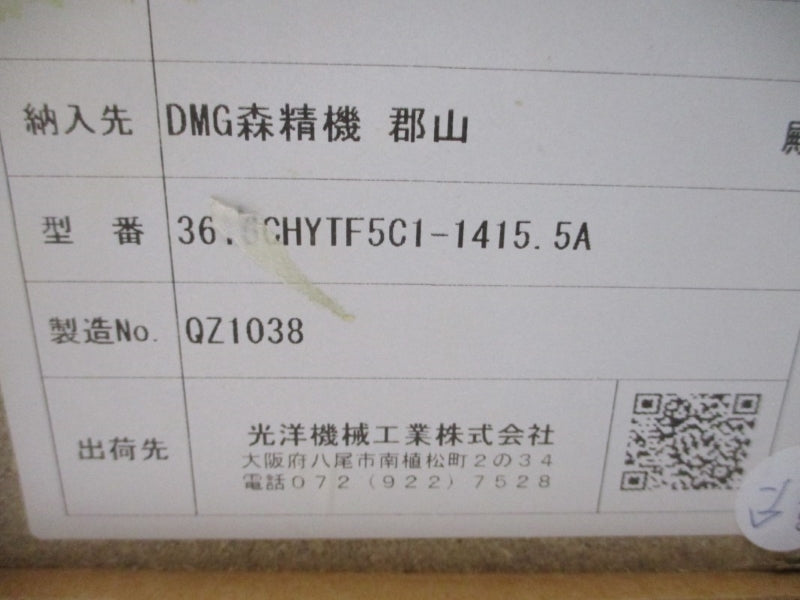 納入先 DMG森精機 郡山 殿
型番 36.6CHYTF5C1-1415.5A
製造No. QZ1038
出荷先 光洋機械工業株式会社
大阪府八尾市南植松町2の34
電話072(922)7528